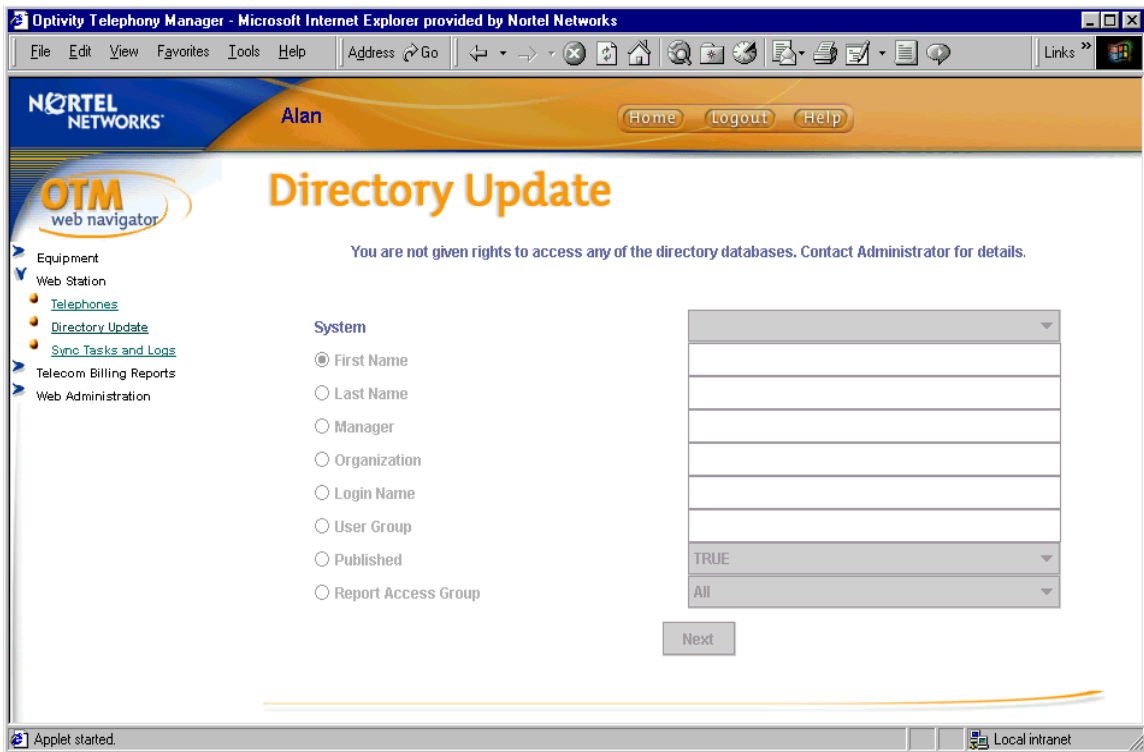 Optivity Telephony Manager - Microsoft Internet Explorer provided by Nortel Networks
File Edit View Favorites Tools Help Address Go Links »
NORTEL NETWORKS
Alan
Home Logout Help
OTM
web navigator
Directory Update
You are not given rights to access any of the directory databases. Contact Administrator for details.
Equipment
Web Station
Telephones
Directory Update
Sync Tasks and Logs
Telecom Billing Reports
Web Administration
System
First Name
Last Name
Manager
Organization
Login Name
User Group
Published TRUE
Report Access Group All
Next
Applet started. Local intranet